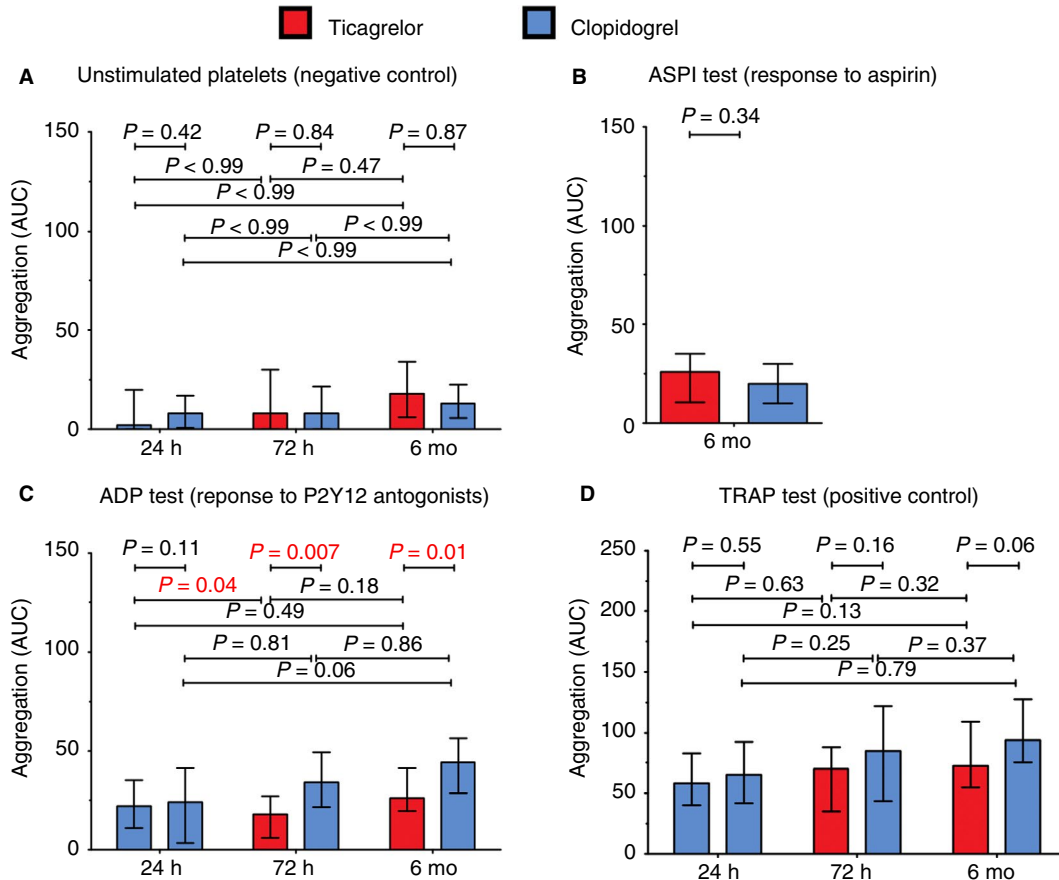 Ticagrelor Clopidogrel
A Unstimulated platelets (negative control)
Aggregation (AUC)
150
100
50
0
P = 0.42 P = 0.84 P = 0.87
P < 0.99 P = 0.47
P < 0.99
P < 0.99 P < 0.99
P < 0.99
24 h 72 h 6 mo
B ASPI test (response to aspirin)
Aggregation (AUC)
150
100
50
0
P = 0.34
6 mo
C ADP test (reponse to P2Y12 antogonists)
Aggregation (AUC)
150
100
50
0
P = 0.11 P = 0.007 P = 0.01
P = 0.04 P = 0.18
P = 0.49
P = 0.81 P = 0.86
P = 0.06
24 h 72 h 6 mo
D TRAP test (positive control)
Aggregation (AUC)
250
200
150
100
50
0
P = 0.55 P = 0.16 P = 0.06
P = 0.63 P = 0.32
P = 0.13
P = 0.25 P = 0.37
P = 0.79
24 h 72 h 6 mo